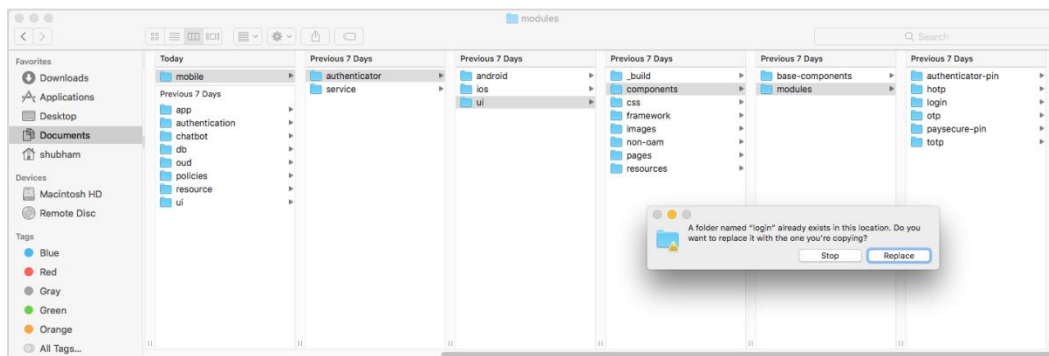 modules
Search
Favorites
Downloads
Applications
Desktop
Documents
shubham
Devices
Macintosh HD
Remote Disc
Tags
Blue
Red
Gray
Green
Orange
All Tags...
Today
mobile
Previous 7 Days
app
authentication
chatbot
db
oud
policies
resource
ui
Previous 7 Days
authenticator
service
Previous 7 Days
android
ios
ui
Previous 7 Days
_build
components
css
framework
images
non-oam
pages
resources
Previous 7 Days
base-components
modules
Previous 7 Days
authenticator-pin
hotp
login
otp
paysecure-pin
totp
A folder named "login" already exists in this location. Do you
want to replace it with the one you're copying?
Stop
Replace